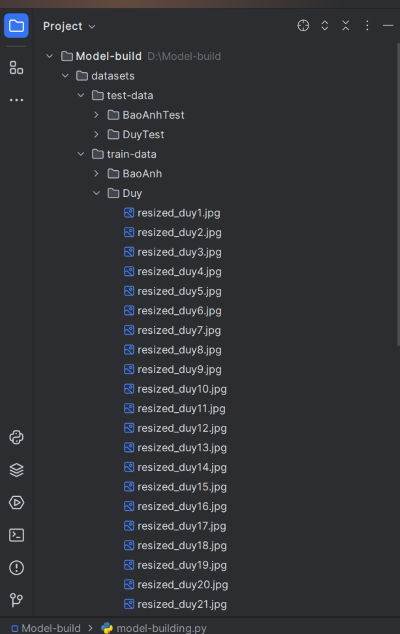 Project
Model-build D:\Model-build
datasets
test-data
BaoAnhTest
DuyTest
train-data
BaoAnh
Duy
resized_duy1.jpg
resized_duy2.jpg
resized_duy3.jpg
resized_duy4.jpg
resized_duy5.jpg
resized_duy6.jpg
resized_duy7.jpg
resized_duy8.jpg
resized_duy9.jpg
resized_duy10.jpg
resized_duy11.jpg
resized_duy12.jpg
resized_duy13.jpg
resized_duy14.jpg
resized_duy15.jpg
resized_duy16.jpg
resized_duy17.jpg
resized_duy18.jpg
resized_duy19.jpg
resized_duy20.jpg
resized_duy21.jpg
Model-build > model-building.py